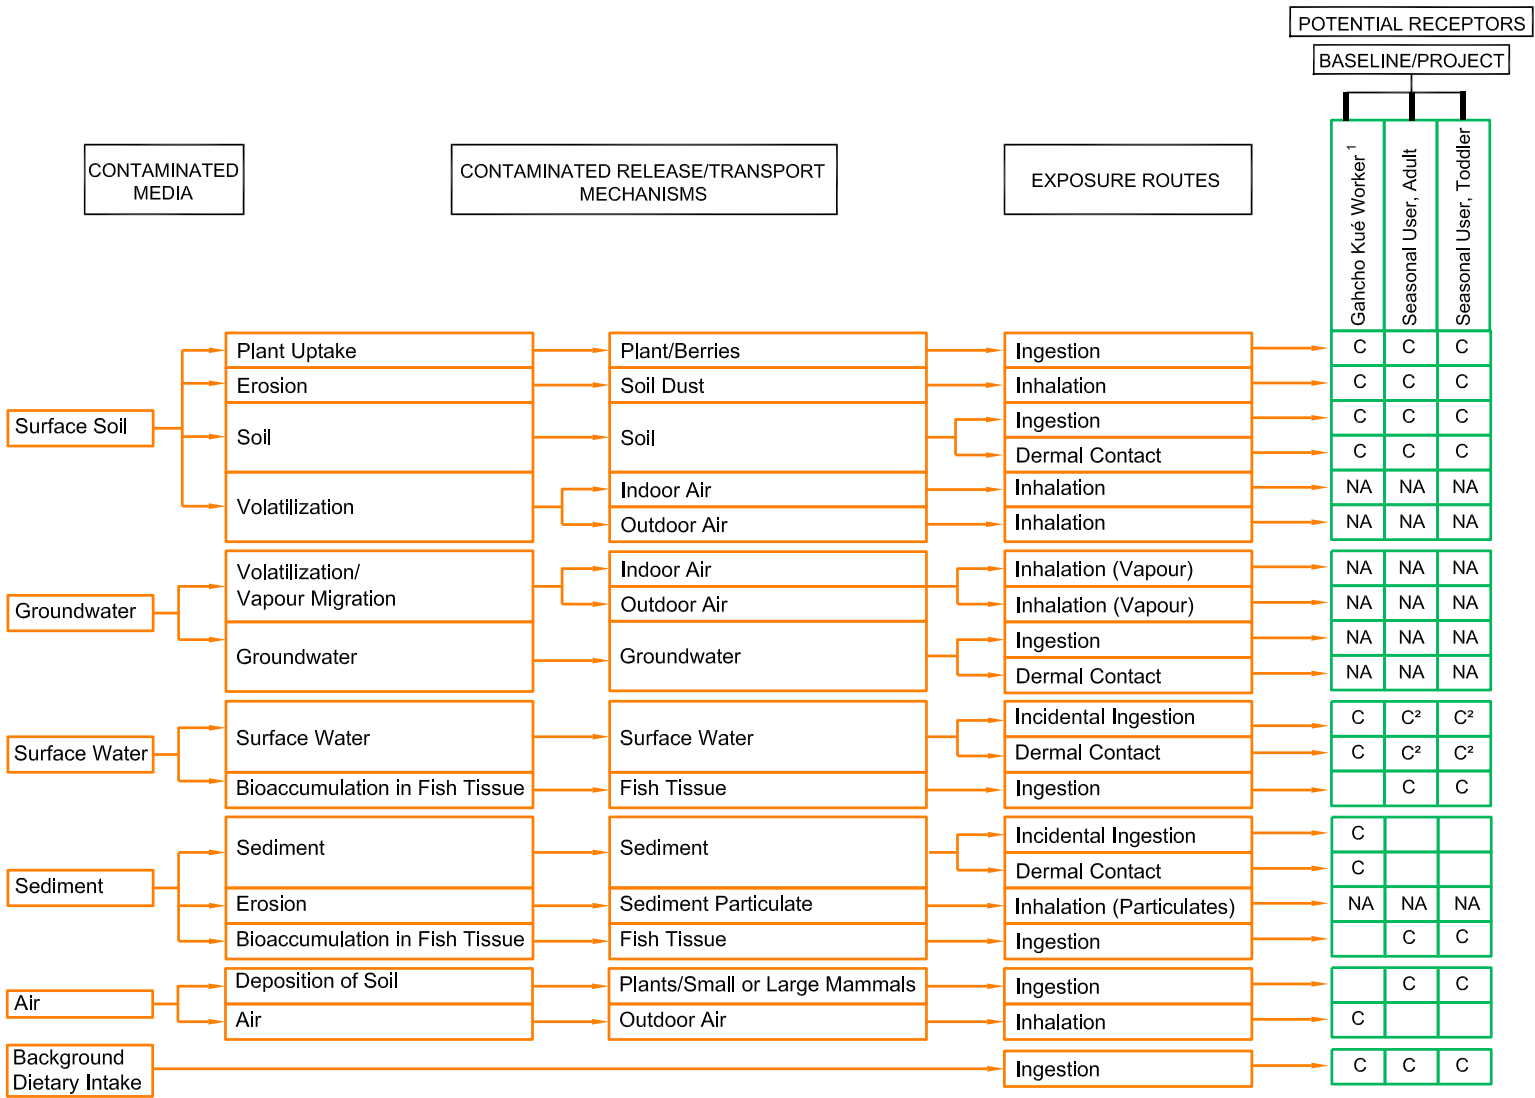 POTENTIAL RECEPTORS
BASELINE/PROJECT
CONTAMINATED
MEDIA
CONTAMINATED RELEASE/TRANSPORT
MECHANISMS
EXPOSURE ROUTES
Gahcho Kué Worker ¹
Seasonal User, Adult
Seasonal User, Toddler
Surface Soil
Plant Uptake
Plant/Berries
Ingestion
C C C
Erosion
Soil Dust
Inhalation
C C C
Soil
Soil
Ingestion
C C C
Dermal Contact
C C C
Volatilization
Indoor Air
Inhalation
NA NA NA
Outdoor Air
Inhalation
NA NA NA
Groundwater
Volatilization/
Vapour Migration
Indoor Air
Inhalation (Vapour)
NA NA NA
Outdoor Air
Inhalation (Vapour)
NA NA NA
Groundwater
Groundwater
Ingestion
NA NA NA
Dermal Contact
NA NA NA
Surface Water
Surface Water
Surface Water
Incidental Ingestion
C C² C²
Dermal Contact
C C² C²
Bioaccumulation in Fish Tissue
Fish Tissue
Ingestion
C C
Sediment
Sediment
Sediment
Incidental Ingestion
C
Dermal Contact
C
Erosion
Sediment Particulate
Inhalation (Particulates)
NA NA NA
Bioaccumulation in Fish Tissue
Fish Tissue
Ingestion
C C
Air
Deposition of Soil
Plants/Small or Large Mammals
Ingestion
C C
Air
Outdoor Air
Inhalation
C
Background
Dietary Intake
Ingestion
C C C